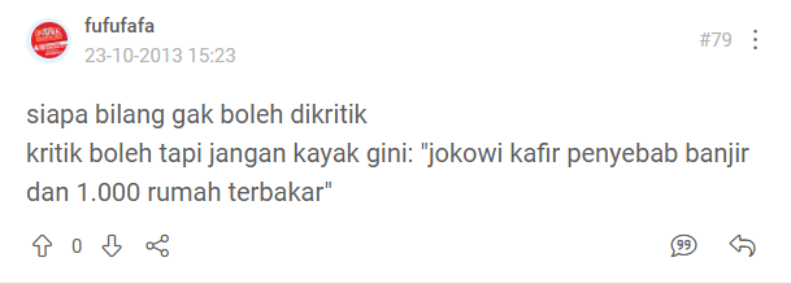 fufufafa
23-10-2013 15:23
#79
siapa bilang gak boleh dikritik
kritik boleh tapi jangan kayak gini: "jokowi kafir penyebab banjir
dan 1.000 rumah terbakar"
0
99